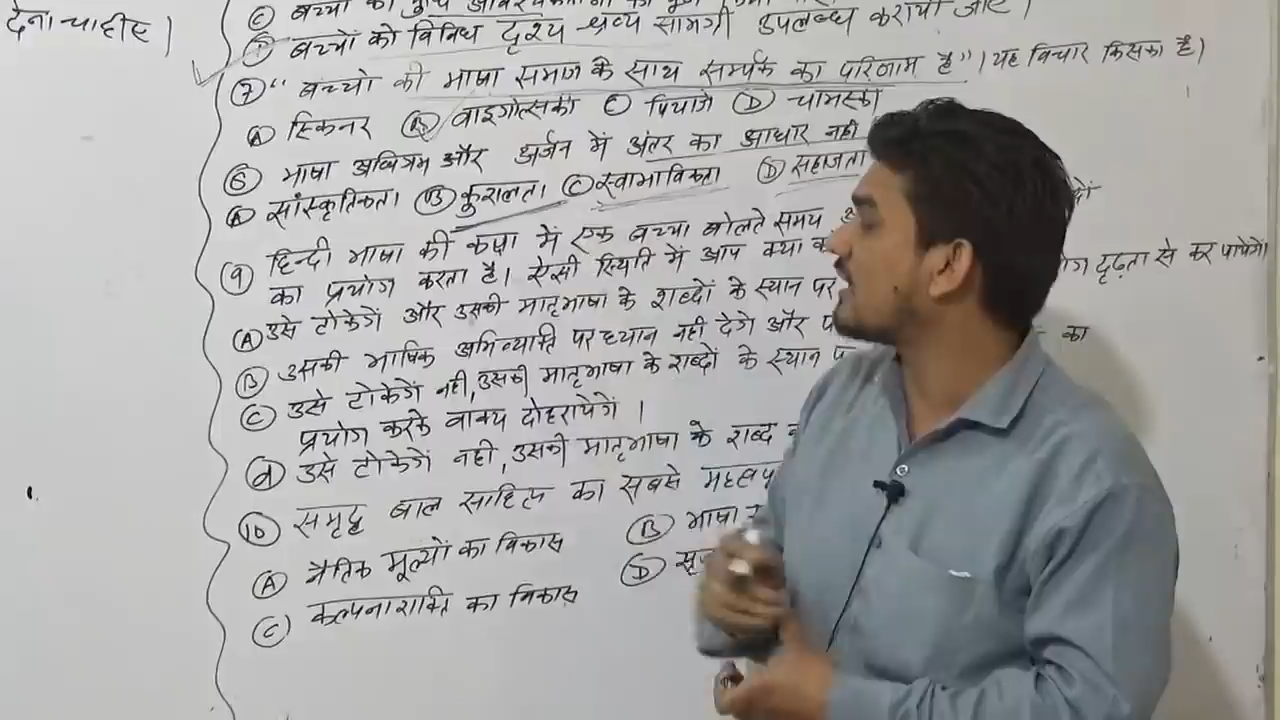 देना चाहीए।
Ⓓ बच्चों को विविध दृश्य-श्रव्य सामग्री उपलब्ध करायी जाए।
⑦ "बच्चो की भाषा समाज के साथ सम्पर्क का परिणाम है"। यह विचार किसका है।
Ⓐ स्किनर Ⓑ वाइगोत्सकी Ⓒ पियाजे Ⓓ चामस्की
⑧ भाषा अधिगम और अर्जन में अंतर का आधार नही
Ⓐ सांस्कृतिकता। Ⓑ कुशलता। Ⓒ स्वाभाविकता Ⓓ सहजता
⑨ हिन्दी भाषा की कक्षा में एक बच्चा बोलते समय
का प्रयोग करता है। ऐसी स्थिति में आप क्या
Ⓐ उसे टोकेगें और उसकी मातृभाषा के शब्दों के स्थान पर दृढ़ता से कर पायेगें।
Ⓑ उसकी भाषिक अभिव्यक्ति पर ध्यान नही देगे और
Ⓒ उसे टोकेगें नही, उसकी मातृभाषा के शब्दों के स्थान का
प्रयोग करके वाक्य दोहरायेगें।
ⓓ उसे टोकेगें नही, उसकी मातृभाषा के शब्द
⑩ समृद्ध बाल साहित्य का सबसे
Ⓐ नैतिक मूल्यों का विकास Ⓑ भाषा
Ⓒ कल्पनाशक्ति का विकास Ⓓ